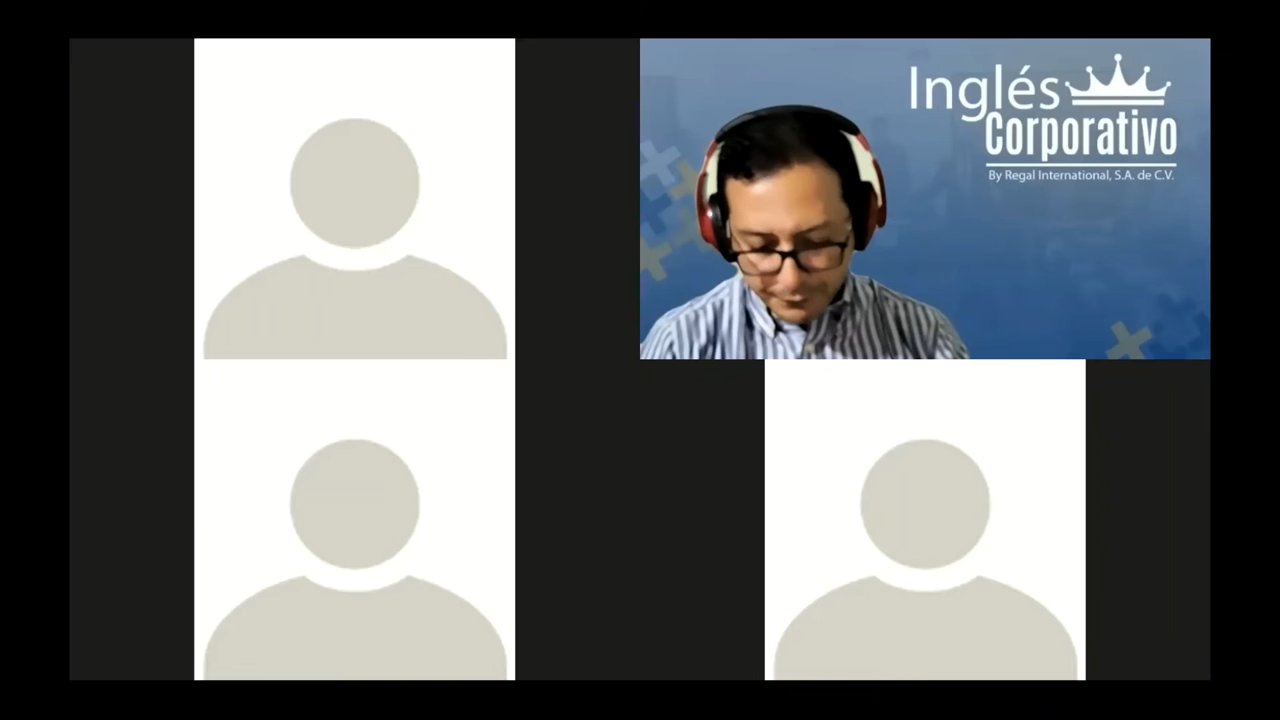 Inglés
Corporativo
By Regal International, S.A. de C.V.